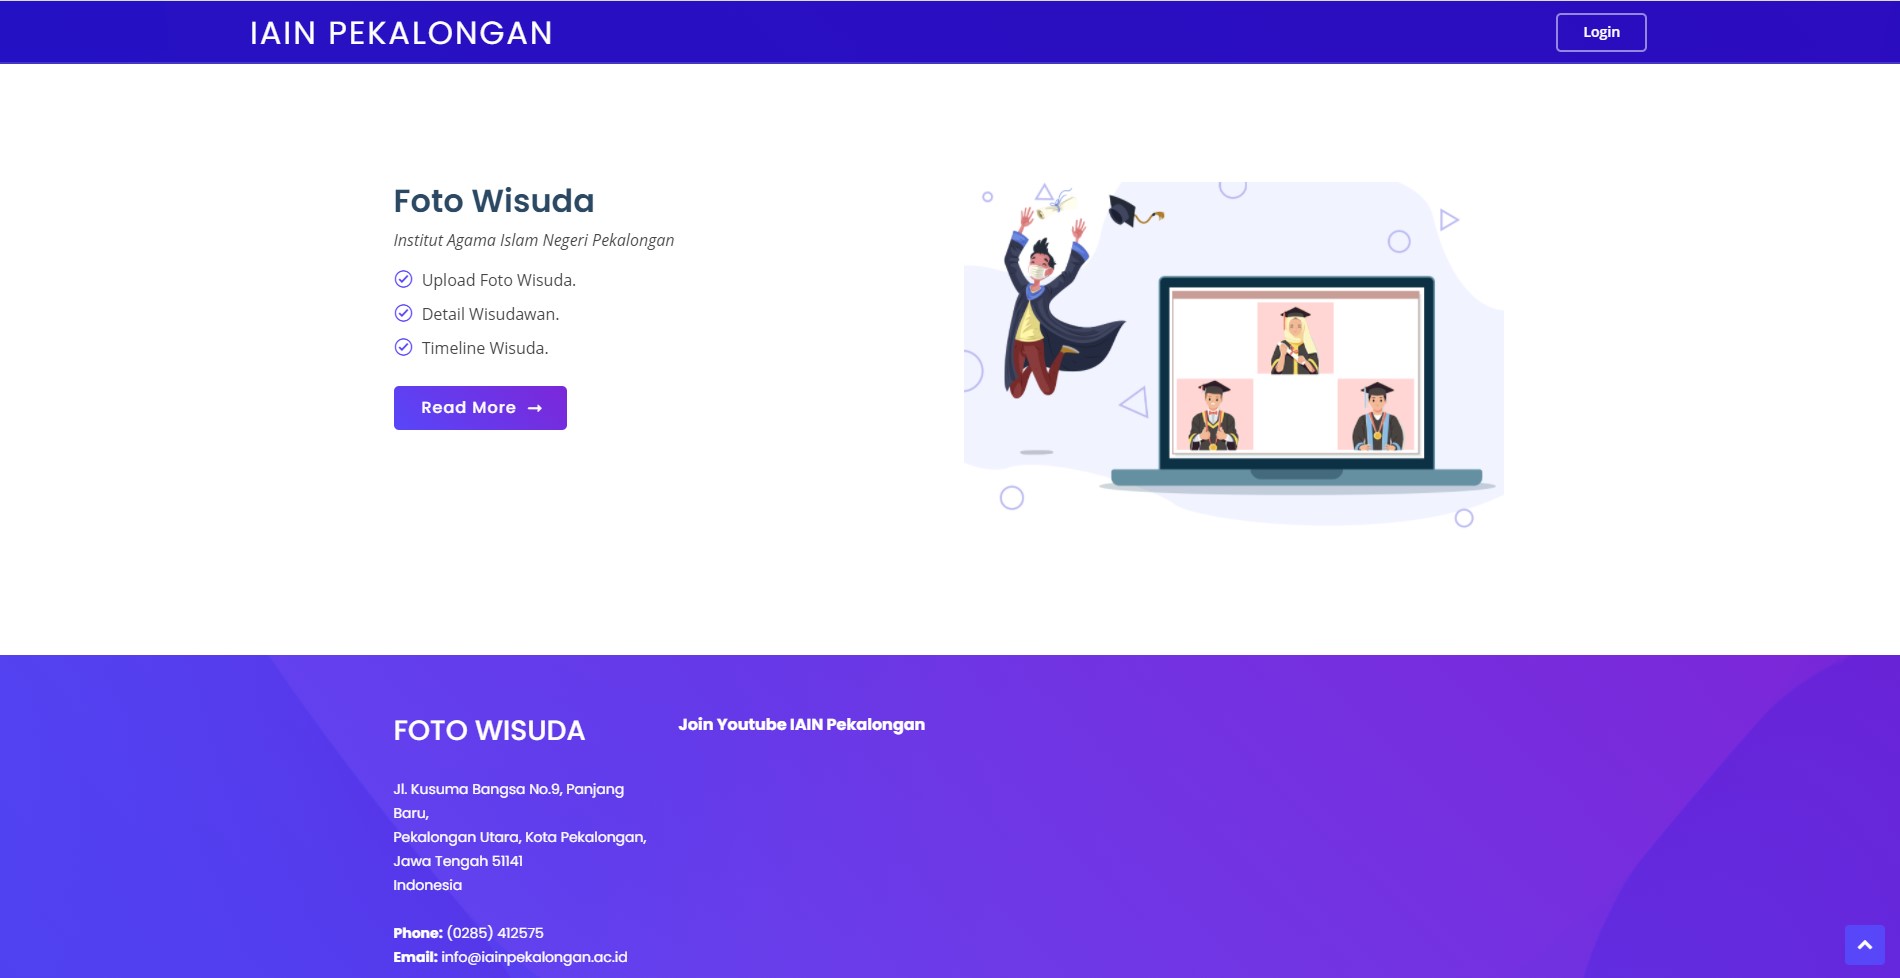 IAIN PEKALONGAN
Login
Foto Wisuda
Institut Agama Islam Negeri Pekalongan
Upload Foto Wisuda.
Detail Wisudawan.
Timeline Wisuda.
Read More
FOTO WISUDA
Jl. Kusuma Bangsa No.9, Panjang
Baru,
Pekalongan Utara, Kota Pekalongan,
Jawa Tengah 51141
Indonesia
Phone: (0285) 412575
Email: info@iainpekalongan.ac.id
Join Youtube IAIN Pekalongan